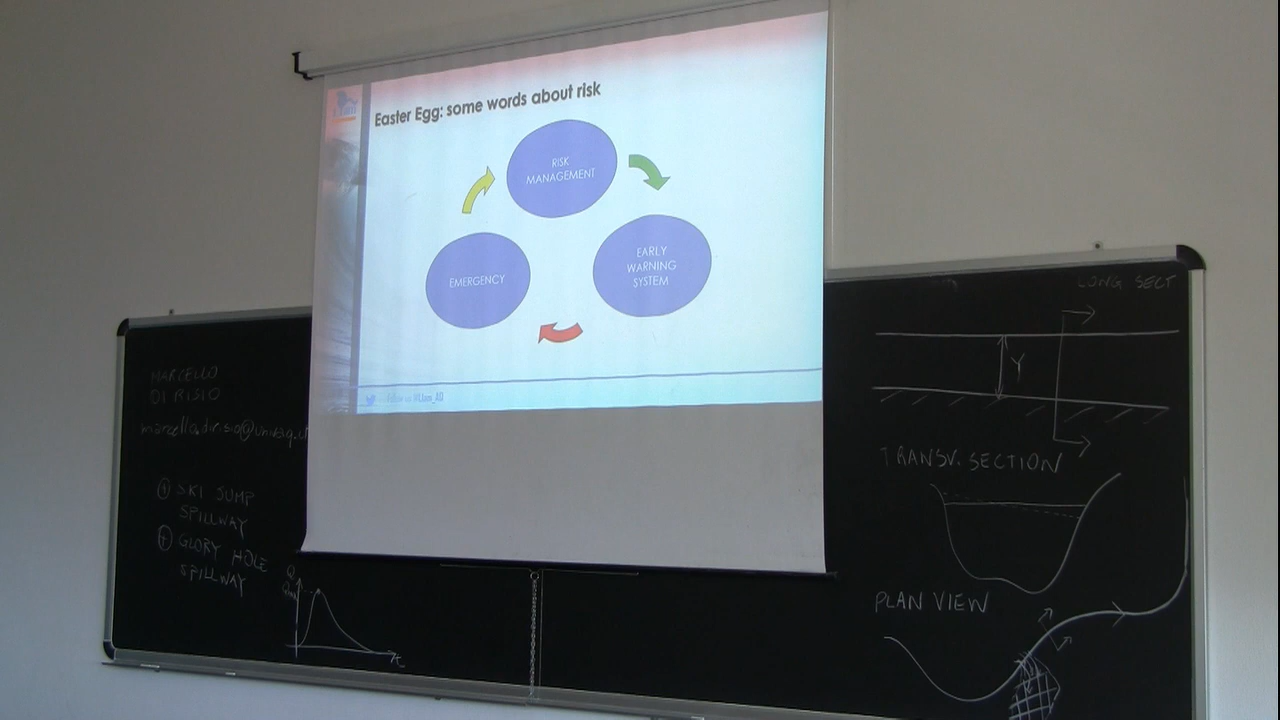 Easter Egg: some words about risk
RISK
MANAGEMENT
EARLY
WARNING
SYSTEM
EMERGENCY
MARCELLO
DI RISIO
SKI JUMP
SPILLWAY
GLORY HOLE
SPILLWAY
Q
LONG SECT
Y
TRANSV. SECTION
PLAN VIEW